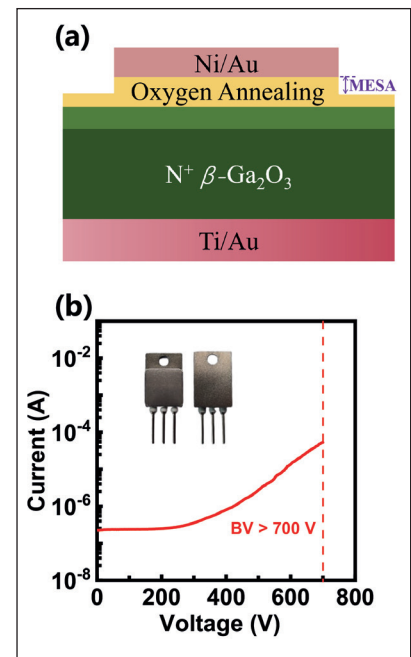 (a)
Ni/Au
MESA
Oxygen Annealing
N⁺ β-Ga₂O₃
Ti/Au
(b)
10⁻²
10⁻⁴
10⁻⁶
10⁻⁸
Current (A)
BV > 700 V
0 200 400 600 800
Voltage (V)